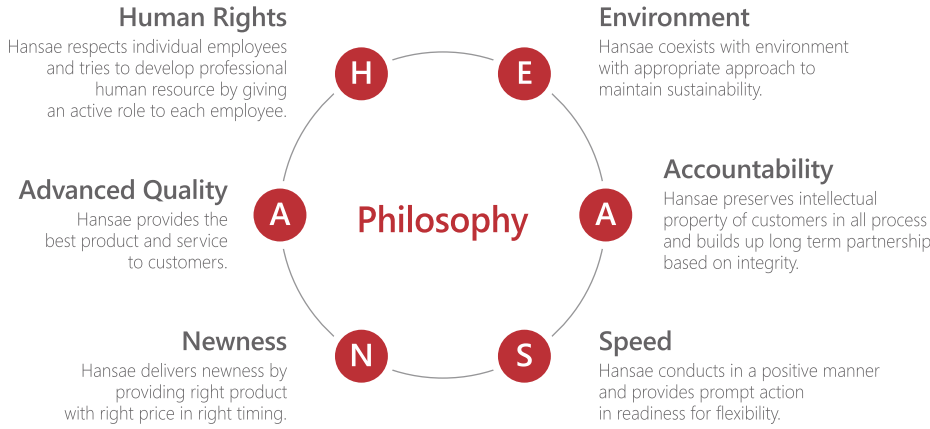 Human Rights
Hansae respects individual employees
and tries to develop professional
human resource by giving
an active role to each employee.
H
Advanced Quality
Hansae provides the
best product and service
to customers.
A
Newness
Hansae delivers newness by
providing right product
with right price in right timing.
N
Philosophy
E
Environment
Hansae coexists with environment
with appropriate approach to
maintain sustainability.
A
Accountability
Hansae preserves intellectual
property of customers in all process
and builds up long term partnership
based on integrity.
S
Speed
Hansae conducts in a positive manner
and provides prompt action
in readiness for flexibility.